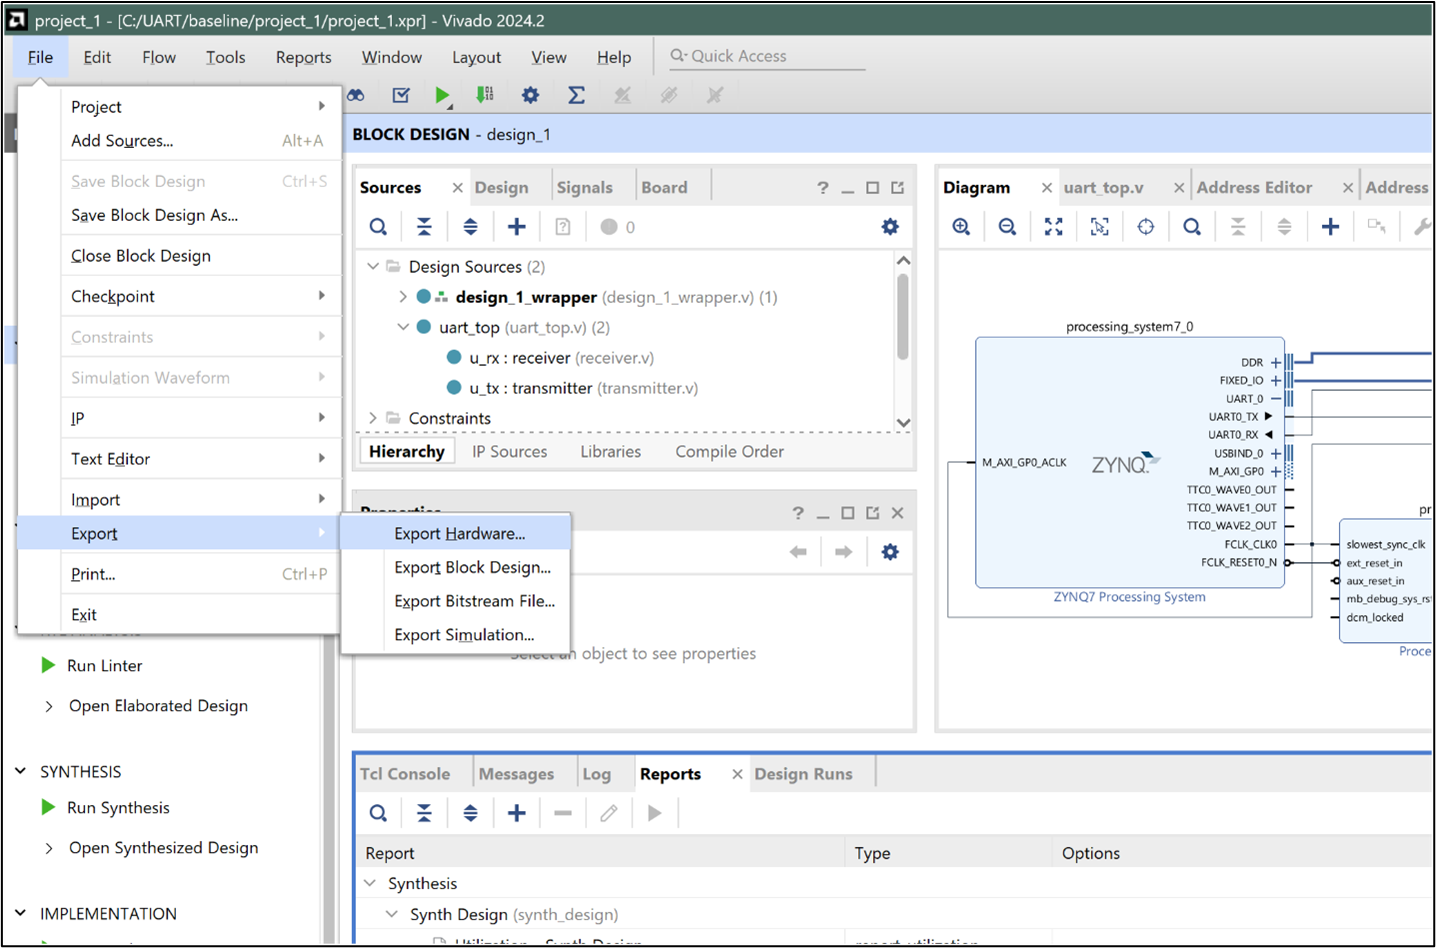 project_1 - [C:/UART/baseline/project_1/project_1.xpr] - Vivado 2024.2
File Edit Flow Tools Reports Window Layout View Help Quick Access
Project
Add Sources... Alt+A
Save Block Design Ctrl+S
Save Block Design As...
Close Block Design
Checkpoint
Constraints
Simulation Waveform
IP
Text Editor
Import
Export
Print... Ctrl+P
Exit
Export Hardware...
Export Block Design...
Export Bitstream File...
Export Simulation...
Run Linter
Open Elaborated Design
SYNTHESIS
Run Synthesis
Open Synthesized Design
IMPLEMENTATION
BLOCK DESIGN - design_1
Sources Design Signals Board
0
Design Sources (2)
design_1_wrapper (design_1_wrapper.v) (1)
uart_top (uart_top.v) (2)
u_rx : receiver (receiver.v)
u_tx : transmitter (transmitter.v)
Constraints
Hierarchy IP Sources Libraries Compile Order
Properties
Select an object to see properties
Diagram uart_top.v Address Editor Address
processing_system7_0
DDR
FIXED_IO
UART_0
UART0_TX
UART0_RX
USBIND_0
M_AXI_GP0
TTC0_WAVE0_OUT
TTC0_WAVE1_OUT
TTC0_WAVE2_OUT
FCLK_CLK0
FCLK_RESET0_N
M_AXI_GP0_ACLK
ZYNQ
ZYNQ7 Processing System
pr
slowest_sync_clk
ext_reset_in
aux_reset_in
mb_debug_sys_rst
dcm_locked
Proce
Tcl Console Messages Log Reports Design Runs
Report Type Options
Synthesis
Synth Design (synth_design)
Utilization - Synth Design report_utilization